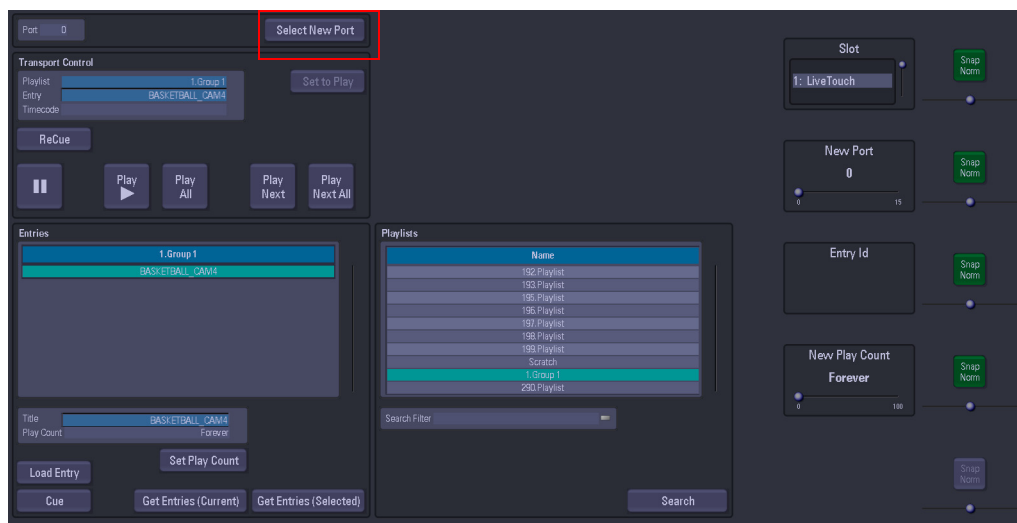 Port 0
Select New Port
Transport Control
Playlist 1.Group 1
Set to Play
Entry BASKETBALL_CAM4
Timecode
ReCue
Play
Play All
Play Next
Play Next All
Entries
1.Group 1
BASKETBALL_CAM4
Title BASKETBALL_CAM4
Play Count Forever
Set Play Count
Load Entry
Cue
Get Entries (Current)
Get Entries (Selected)
Playlists
Name
192.Playlist
193.Playlist
195.Playlist
196.Playlist
197.Playlist
198.Playlist
199.Playlist
Scratch
1.Group 1
290.Playlist
Search Filter
Search
Slot
1: LiveTouch
Snap Norm
New Port
0
0 15
Snap Norm
Entry Id
Snap Norm
New Play Count
Forever
0 100
Snap Norm
Snap Norm